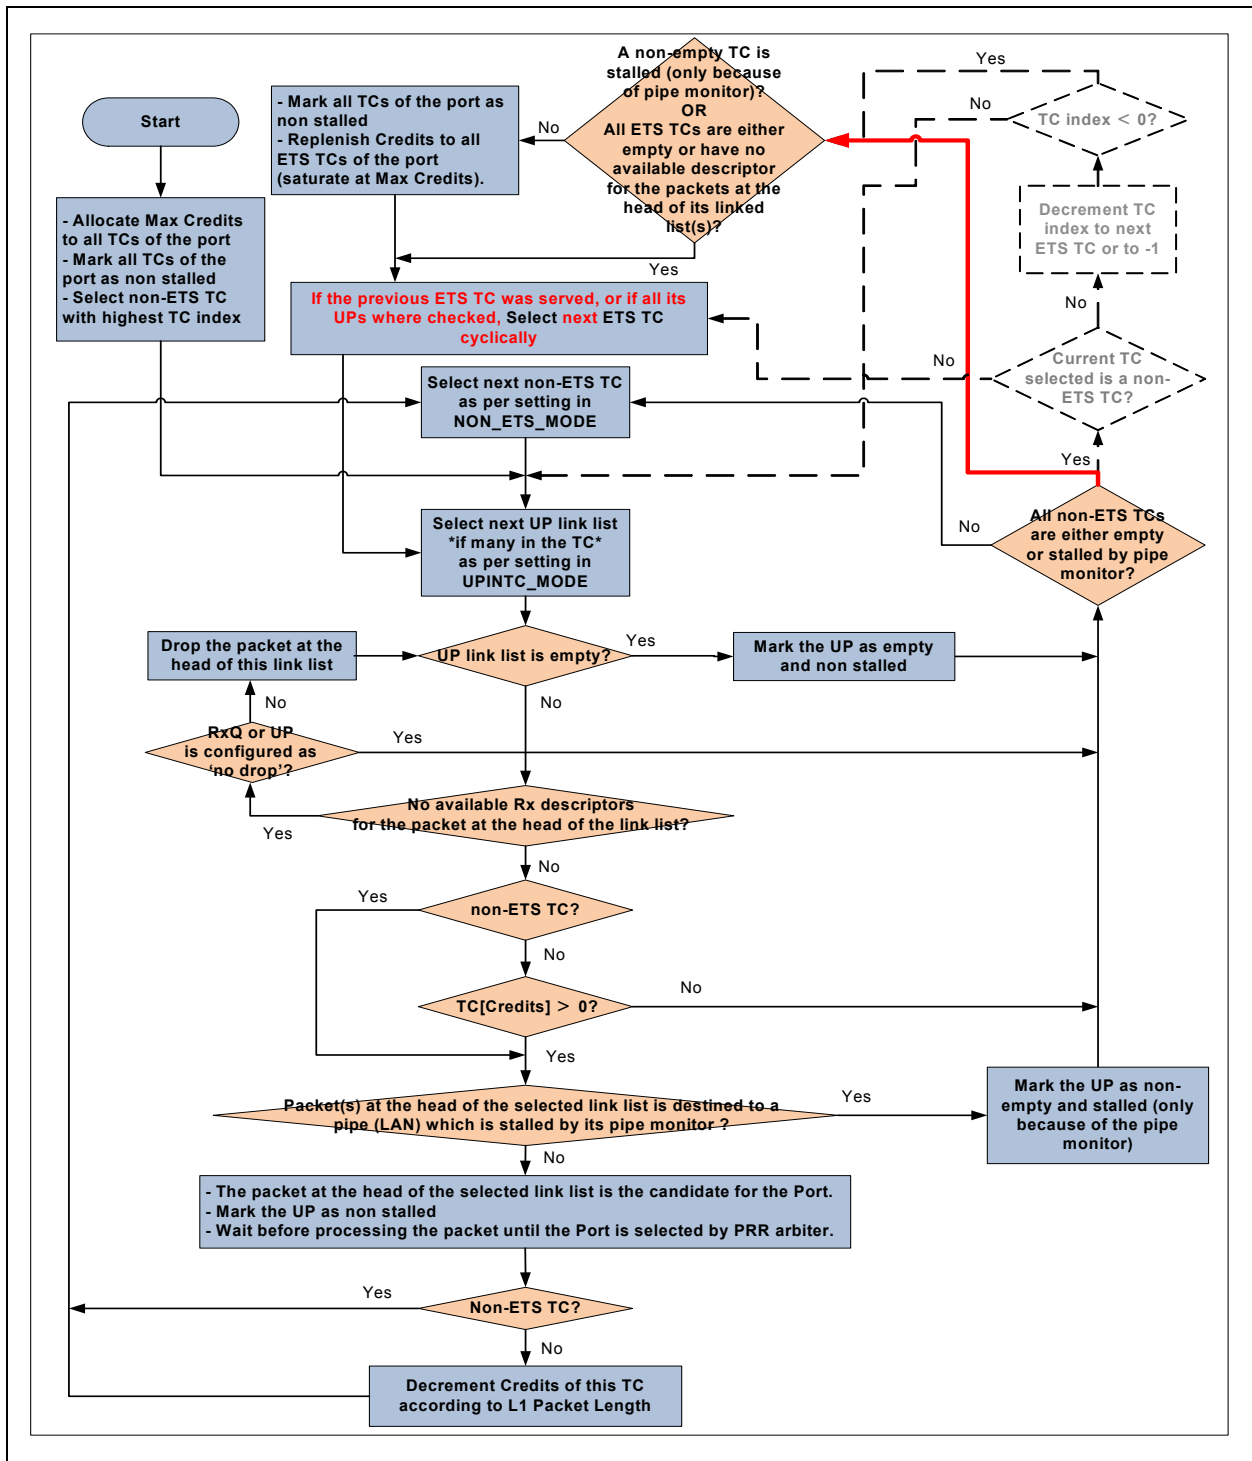 Start
- Allocate Max Credits
to all TCs of the port
- Mark all TCs of the
port as non stalled
- Select non-ETS TC
with highest TC index
- Mark all TCs of the port as
non stalled
- Replenish Credits to all
ETS TCs of the port
(saturate at Max Credits).
No
A non-empty TC is
stalled (only because
of pipe monitor)?
OR
All ETS TCs are either
empty or have no
available descriptor
for the packets at the
head of its linked
list(s)?
Yes
Yes
No
TC index < 0?
Decrement TC
index to next
ETS TC or to -1
No
Current TC
selected is a non-
ETS TC?
No
Yes
If the previous ETS TC was served, or if all its
UPs where checked, Select next ETS TC
cyclically
Select next non-ETS TC
as per setting in
NON_ETS_MODE
All non-ETS TCs
are either empty
or stalled by pipe
monitor?
No
Select next UP link list
*if many in the TC*
as per setting in
UPINTC_MODE
Drop the packet at the
head of this link list
UP link list is empty?
Yes
Mark the UP as empty
and non stalled
No
No
RxQ or UP
is configured as
‘no drop’?
Yes
No available Rx descriptors
for the packet at the head of the link list?
Yes
No
Yes
non-ETS TC?
No
TC[Credits] > 0?
No
Yes
Packet(s) at the head of the selected link list is destined to a
pipe (LAN) which is stalled by its pipe monitor ?
Yes
Mark the UP as non-
empty and stalled (only
because of the pipe
monitor)
No
- The packet at the head of the selected link list is the candidate for the Port.
- Mark the UP as non stalled
- Wait before processing the packet until the Port is selected by PRR arbiter.
Yes
Non-ETS TC?
No
Decrement Credits of this TC
according to L1 Packet Length